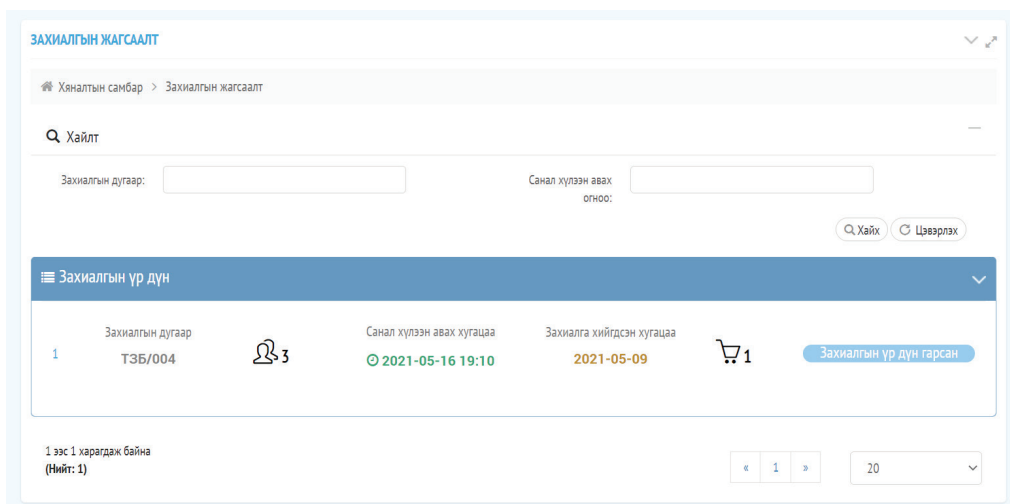 ЗАХИАЛГЫН ЖАГСААЛТ
Хяналтын самбар > Захиалгын жагсаалт
Хайлт
Захиалгын дугаар:
Санал хүлээн авах
огноо:
Хайх
Цэвэрлэх
Захиалгын үр дүн
1
Захиалгын дугаар
ТЗБ/004
3
Санал хүлээн авах хугацаа
2021-05-16 19:10
Захиалга хийгдсэн хугацаа
2021-05-09
1
Захиалгын үр дүн гарсан
1 ээс 1 харагдаж байна
(Нийт: 1)
« 1 »
20